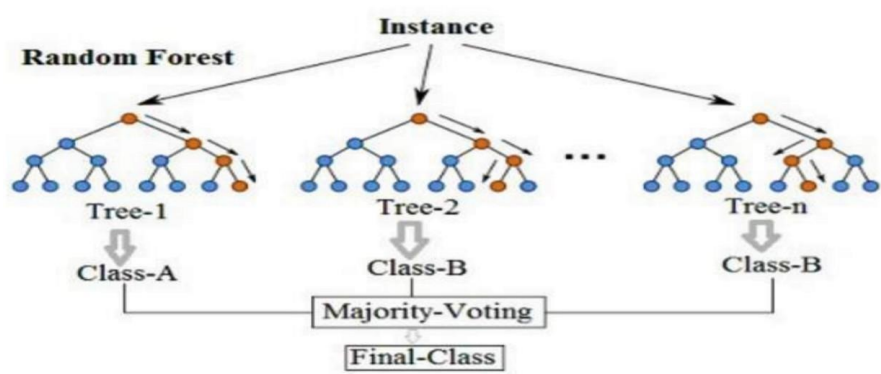 Instance
Random Forest
...
Tree-1 Tree-2 Tree-n
Class-A Class-B Class-B
Majority-Voting
Final-Class